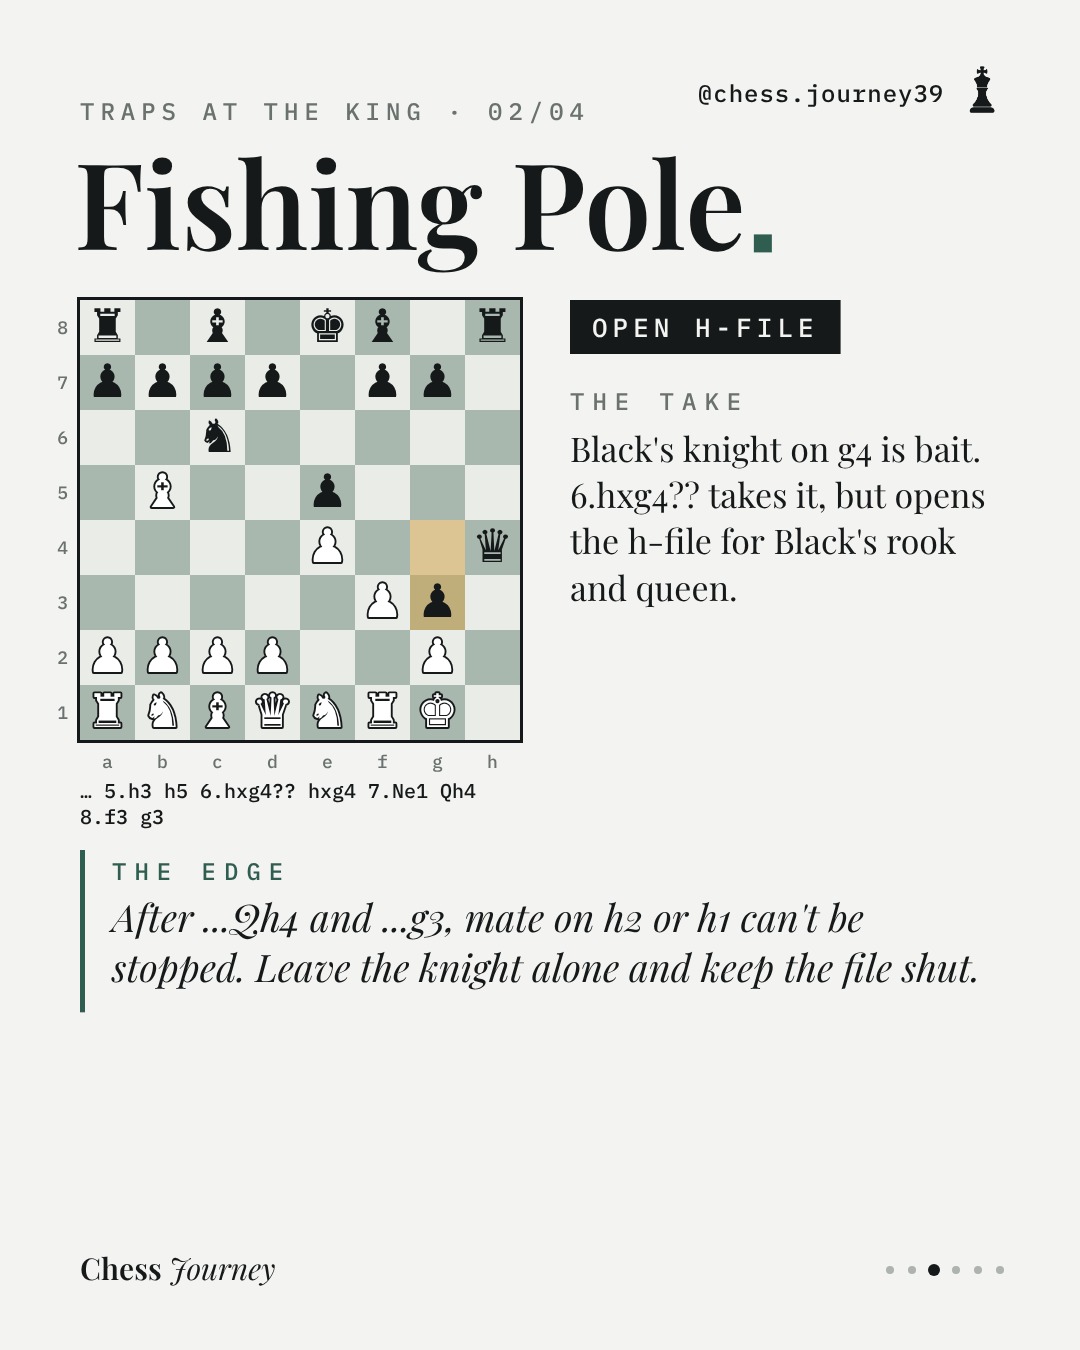 TRAPS AT THE KING · 02/04
@chess.journey39
Fishing Pole.
8
7
6
5
4
3
2
1
a b c d e f g h
… 5.h3 h5 6.hxg4?? hxg4 7.Ne1 Qh4
8.f3 g3
OPEN H-FILE
THE TAKE
Black's knight on g4 is bait.
6.hxg4?? takes it, but opens
the h-file for Black's rook
and queen.
THE EDGE
After ...Qh4 and ...g3, mate on h2 or h1 can't be
stopped. Leave the knight alone and keep the file shut.
Chess Journey